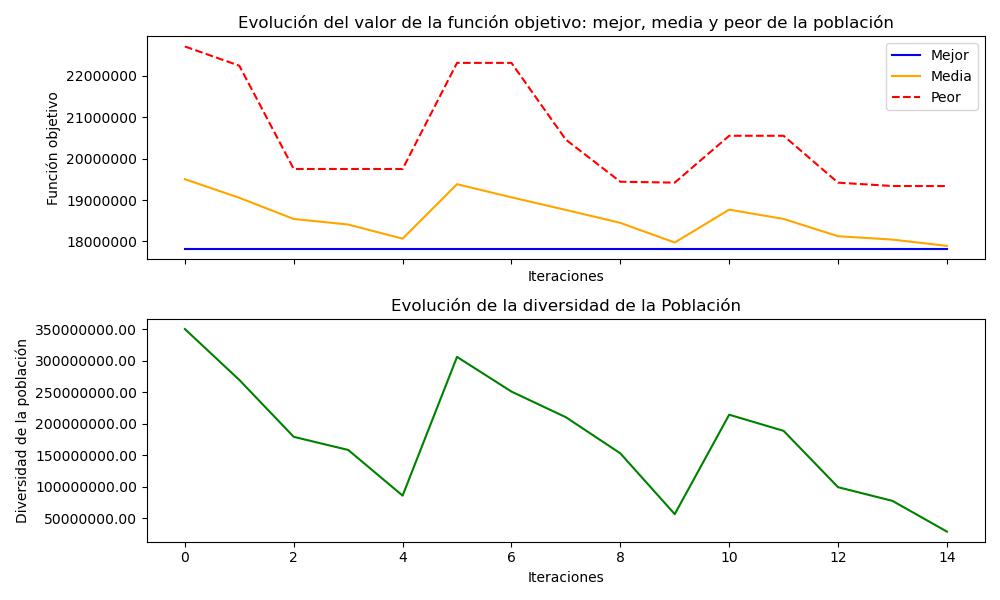 Evolución del valor de la función objetivo: mejor, media y peor de la población
Función objetivo
22000000
21000000
20000000
19000000
18000000
Mejor
Media
Peor
Iteraciones
Evolución de la diversidad de la Población
Diversidad de la población
350000000.00
300000000.00
250000000.00
200000000.00
150000000.00
100000000.00
50000000.00
0 2 4 6 8 10 12 14
Iteraciones